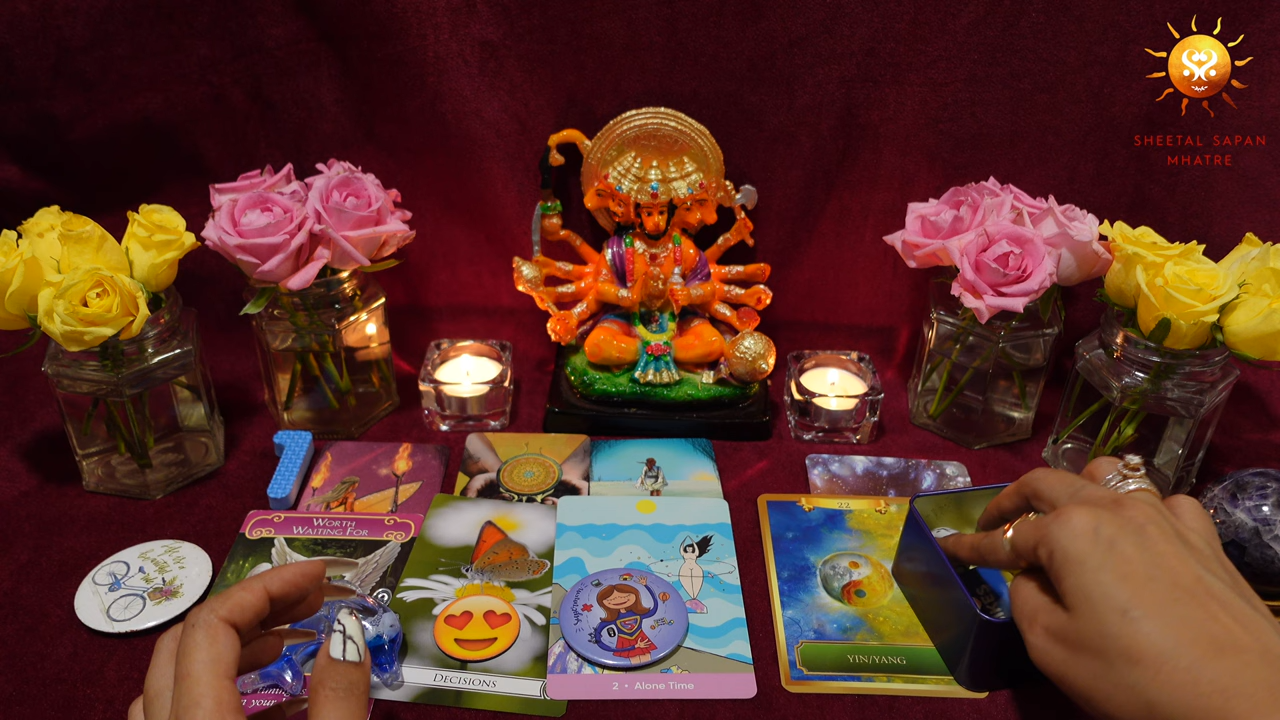 SHEETAL SAPAN
MHATRE
WORTH
WAITING FOR
DECISIONS
2 • Alone Time
22
YIN/YANG